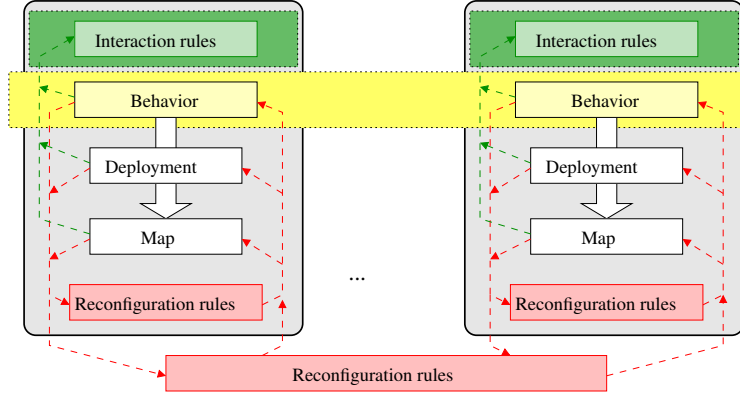 Interaction rules
Behavior
Deployment
Map
Reconfiguration rules
...
Interaction rules
Behavior
Deployment
Map
Reconfiguration rules
Reconfiguration rules